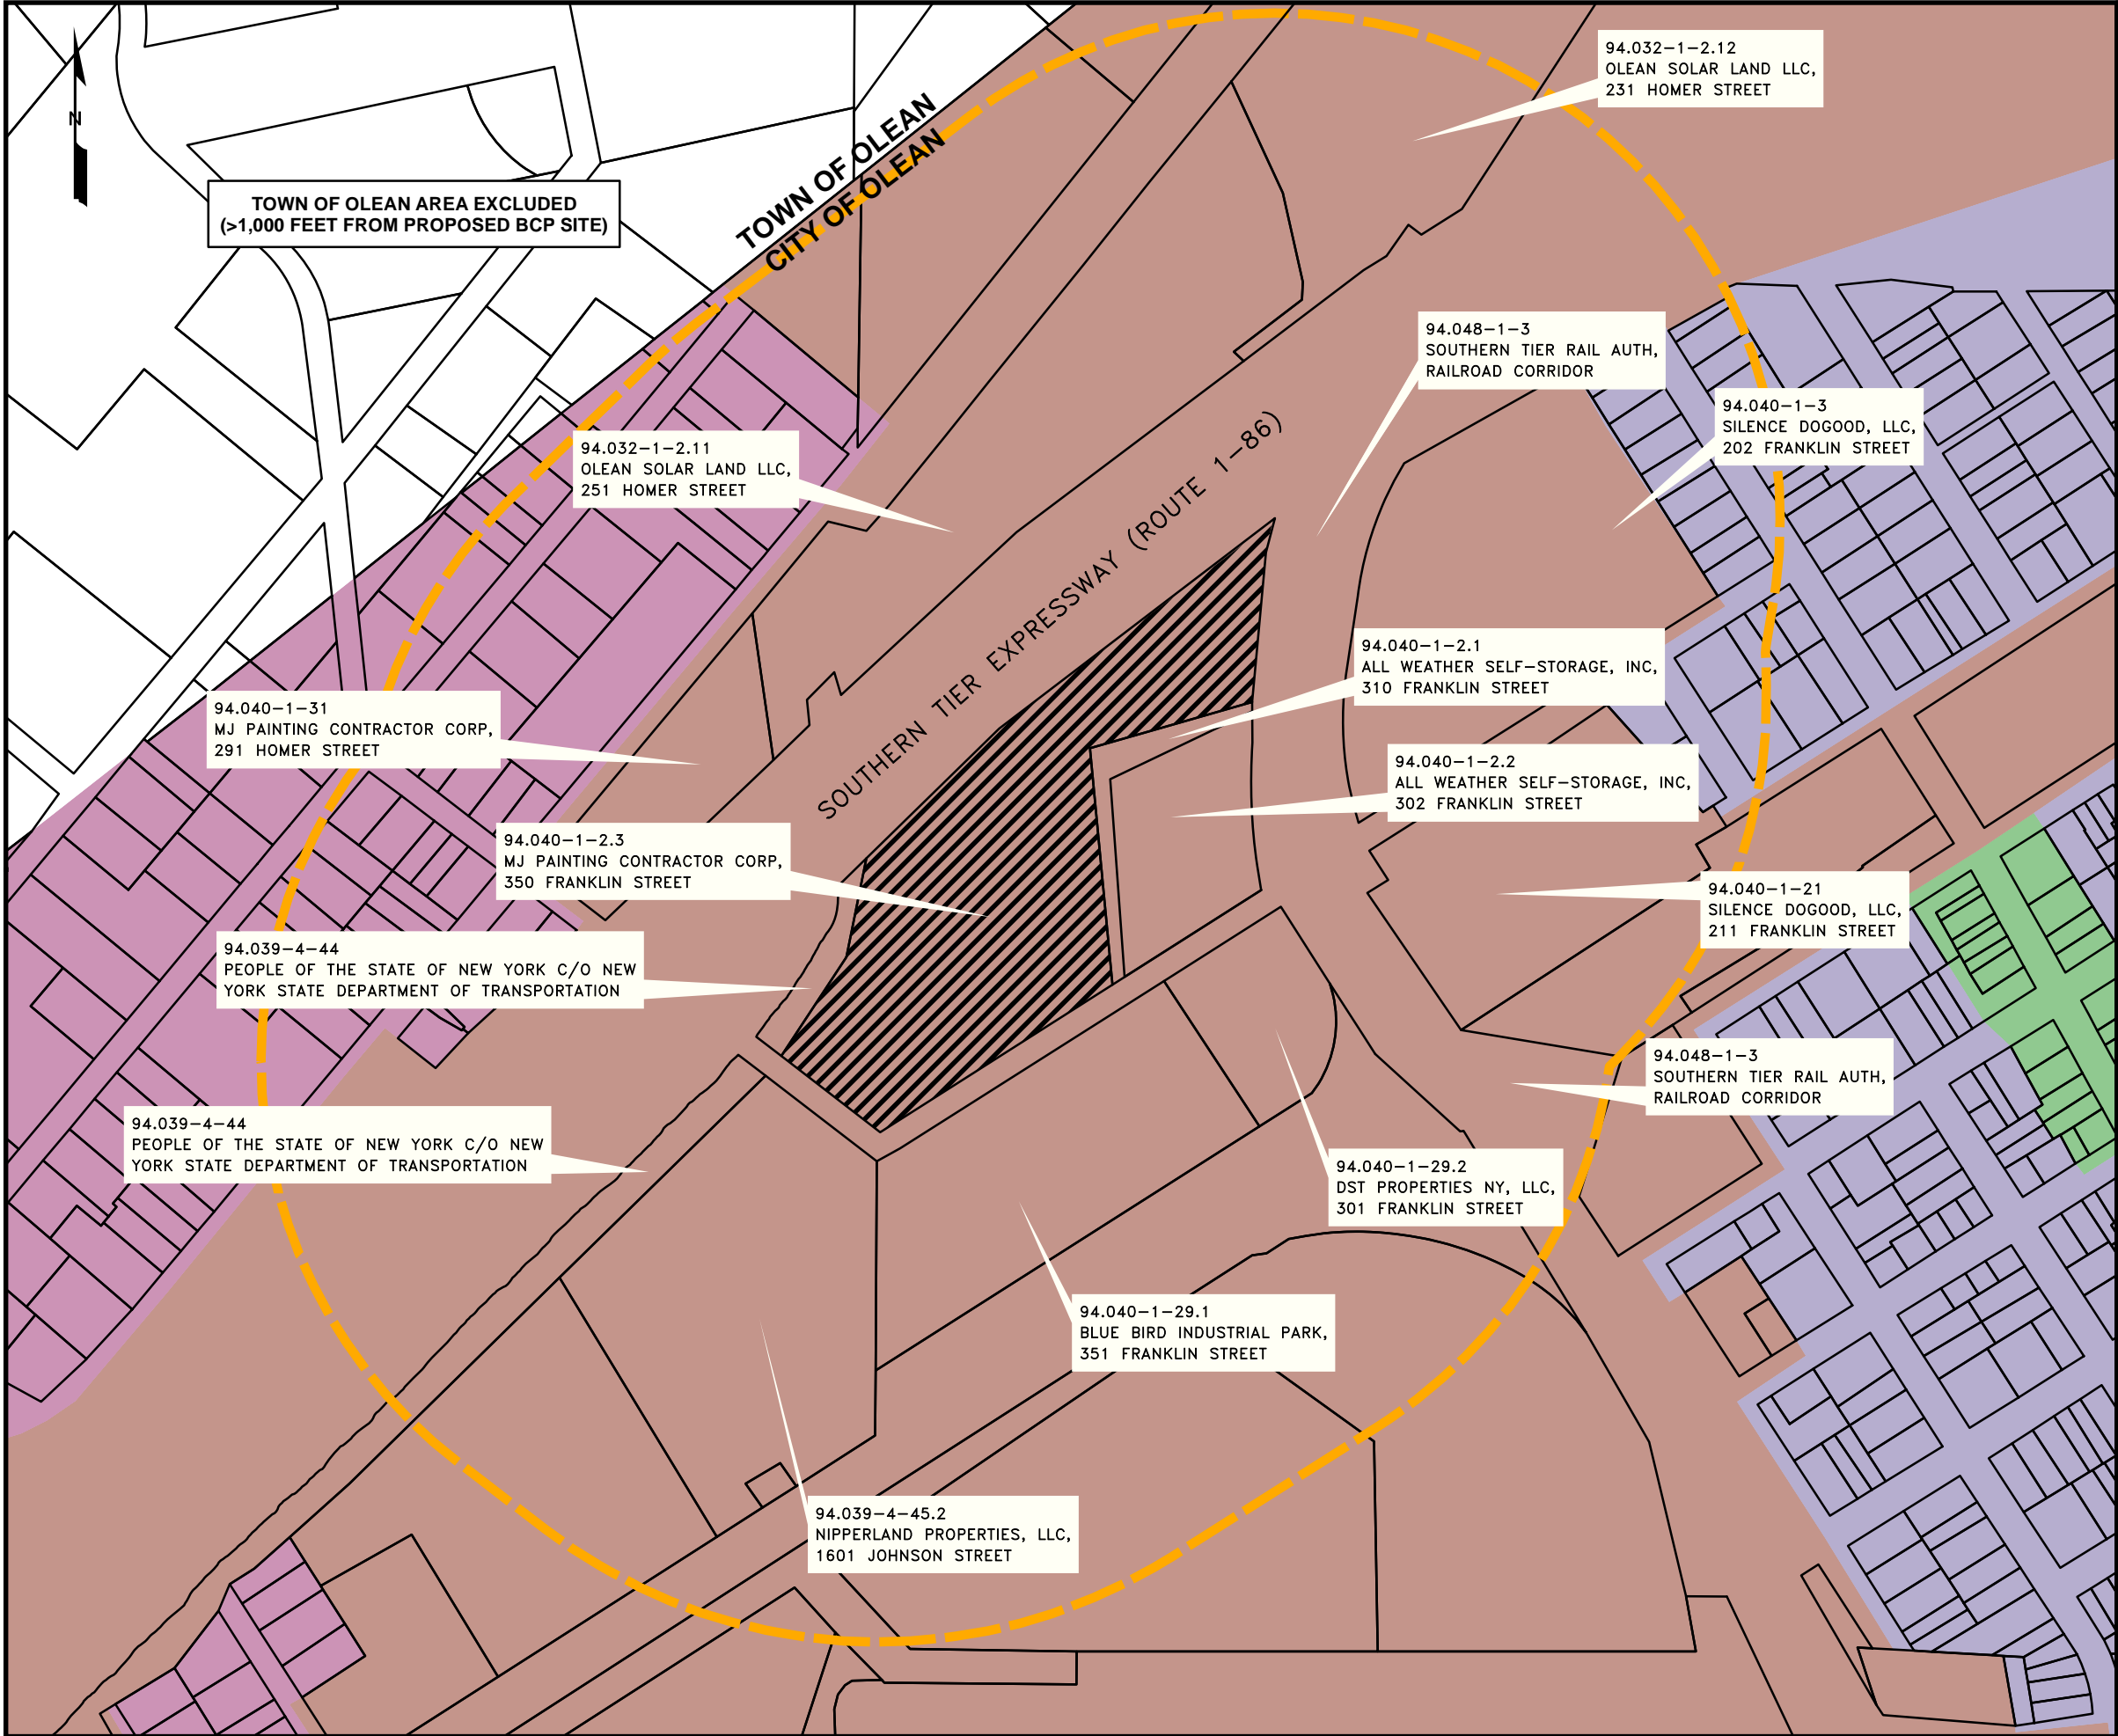 94.032-1-2.12
OLEAN SOLAR LAND LLC,
231 HOMER STREET
N
TOWN OF OLEAN
CITY OF OLEAN
TOWN OF OLEAN AREA EXCLUDED
(>1,000 FEET FROM PROPOSED BCP SITE)
94.048-1-3
SOUTHERN TIER RAIL AUTH,
RAILROAD CORRIDOR
94.040-1-3
SILENCE DOGOOD, LLC,
202 FRANKLIN STREET
94.032-1-2.11
OLEAN SOLAR LAND LLC,
251 HOMER STREET
SOUTHERN TIER EXPRESSWAY (ROUTE 1-86)
94.040-1-2.1
ALL WEATHER SELF-STORAGE, INC,
310 FRANKLIN STREET
94.040-1-31
MJ PAINTING CONTRACTOR CORP,
291 HOMER STREET
94.040-1-2.2
ALL WEATHER SELF-STORAGE, INC,
302 FRANKLIN STREET
94.040-1-2.3
MJ PAINTING CONTRACTOR CORP,
350 FRANKLIN STREET
94.040-1-21
SILENCE DOGOOD, LLC,
211 FRANKLIN STREET
94.039-4-44
PEOPLE OF THE STATE OF NEW YORK C/O NEW
YORK STATE DEPARTMENT OF TRANSPORTATION
94.048-1-3
SOUTHERN TIER RAIL AUTH,
RAILROAD CORRIDOR
94.039-4-44
PEOPLE OF THE STATE OF NEW YORK C/O NEW
YORK STATE DEPARTMENT OF TRANSPORTATION
94.040-1-29.2
DST PROPERTIES NY, LLC,
301 FRANKLIN STREET
94.040-1-29.1
BLUE BIRD INDUSTRIAL PARK,
351 FRANKLIN STREET
94.039-4-45.2
NIPPERLAND PROPERTIES, LLC,
1601 JOHNSON STREET